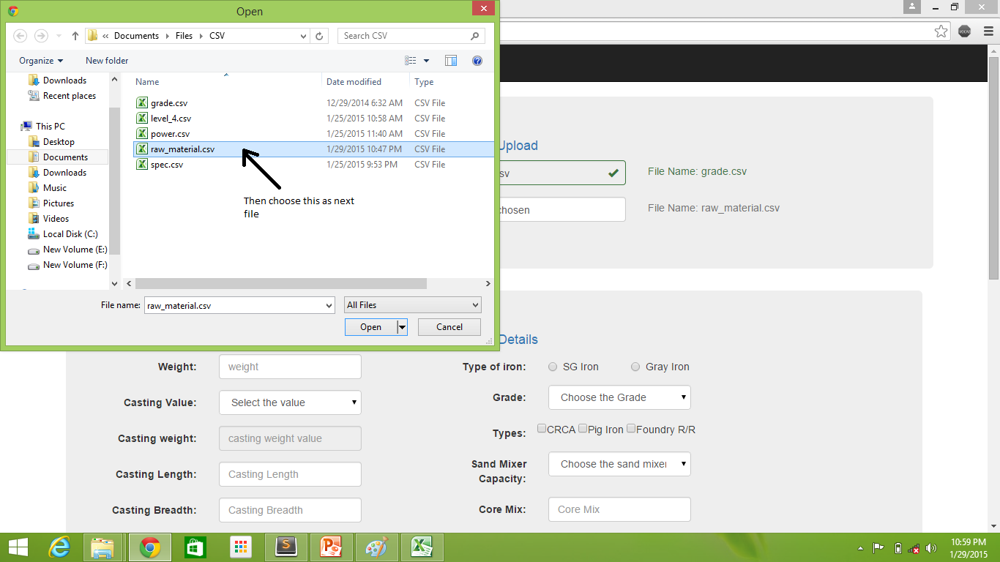 Open
« Documents › Files › CSV
Search CSV
Organize
New folder
Downloads
Recent places
This PC
Desktop
Documents
Downloads
Music
Pictures
Videos
Local Disk (C:)
New Volume (E:)
New Volume (F:)
Name Date modified Type
grade.csv 12/29/2014 6:32 AM CSV File
level_4.csv 1/25/2015 10:58 AM CSV File
power.csv 1/25/2015 11:40 AM CSV File
raw_material.csv 1/29/2015 10:47 PM CSV File
spec.csv 1/25/2015 9:53 PM CSV File
Then choose this as next
file
File name: raw_material.csv All Files
Open Cancel
Upload
sv File Name: grade.csv
chosen File Name: raw_material.csv
Details
Weight: weight
Casting Value: Select the value
Casting weight: casting weight value
Casting Length: Casting Length
Casting Breadth: Casting Breadth
Type of iron: SG Iron Gray Iron
Grade: Choose the Grade
Types: CRCA Pig Iron Foundry R/R
Sand Mixer
Capacity: Choose the sand mixer
Core Mix: Core Mix
10:59 PM
1/29/2015